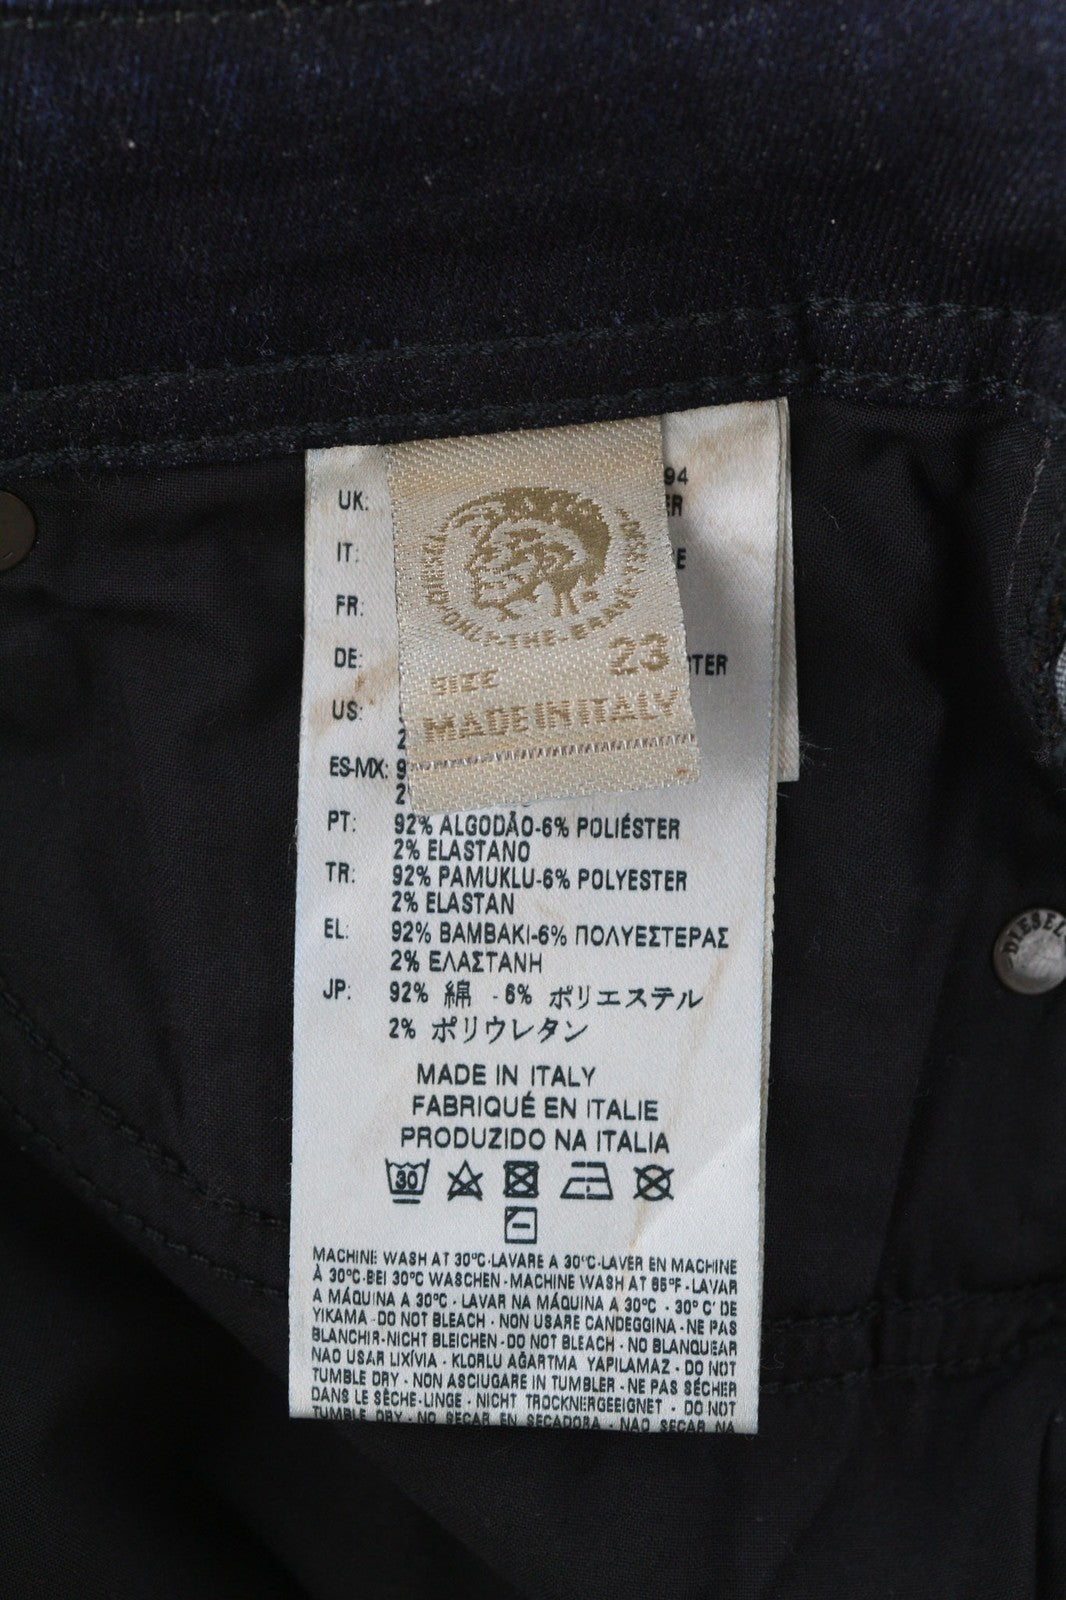 94
UK: ER
IT: E
FR:
DE: STER
US:
2
ES-MX: 9
2%
DIESEL
ONLY-THE-BRAVE
SIZE 23
MADE IN ITALY
PT: 92% ALGODÃO-6% POLIÉSTER
2% ELASTANO
TR: 92% PAMUKLU-6% POLYESTER
2% ELASTAN
EL: 92% ΒΑΜΒΑΚΙ-6% ΠΟΛΥΕΣΤΕΡΑΣ
2% ΕΛΑΣΤΑΝΗ
JP: 92% 綿 -6% ポリエステル
2% ポリウレタン
MADE IN ITALY
FABRIQUÉ EN ITALIE
PRODUZIDO NA ITALIA
30
MACHINE WASH AT 30°C-LAVARE A 30°C-LAVER EN MACHINE
À 30°C-BEI 30°C WASCHEN - MACHINE WASH AT 85°F - LAVAR
A MÁQUINA A 30°C - LAVAR NA MÁQUINA A 30°C - 30° C' DE
YIKAMA - DO NOT BLEACH - NON USARE CANDEGGINA - NE PAS
BLANCHIR-NICHT BLEICHEN - DO NOT BLEACH - NO BLANQUEAR
NAO USAR LIXÍVIA - KLORLU AĞARTMA YAPILAMAZ - DO NOT
TUMBLE DRY - NON ASCIUGARE IN TUMBLER - NE PAS SÉCHER
DANS LE SÈCHE-LINGE - NICHT TROCKNERGEEIGNET - DO NOT
TUMBLE DRY - NO SECAR EN SECADORA - NAO SECAR NA
DIESEL